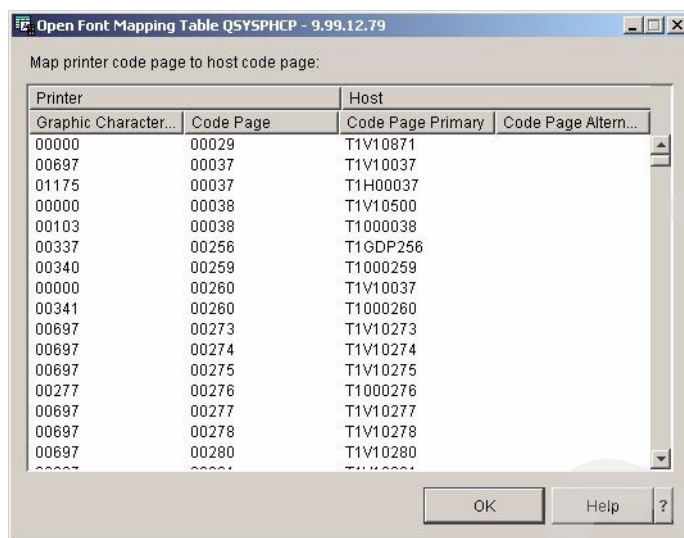 Open Font Mapping Table QSYSPHCP - 9.99.12.79
Map printer code page to host code page:
Printer Host
Graphic Character... Code Page Code Page Primary Code Page Altern...
00000 00029 T1V10871
00697 00037 T1V10037
01175 00037 T1H00037
00000 00038 T1V10500
00103 00038 T1000038
00337 00256 T1GDP256
00340 00259 T1000259
00000 00260 T1V10037
00341 00260 T1000260
00697 00273 T1V10273
00697 00274 T1V10274
00697 00275 T1V10275
00277 00276 T1000276
00697 00277 T1V10277
00697 00278 T1V10278
00697 00280 T1V10280
OK Help ?